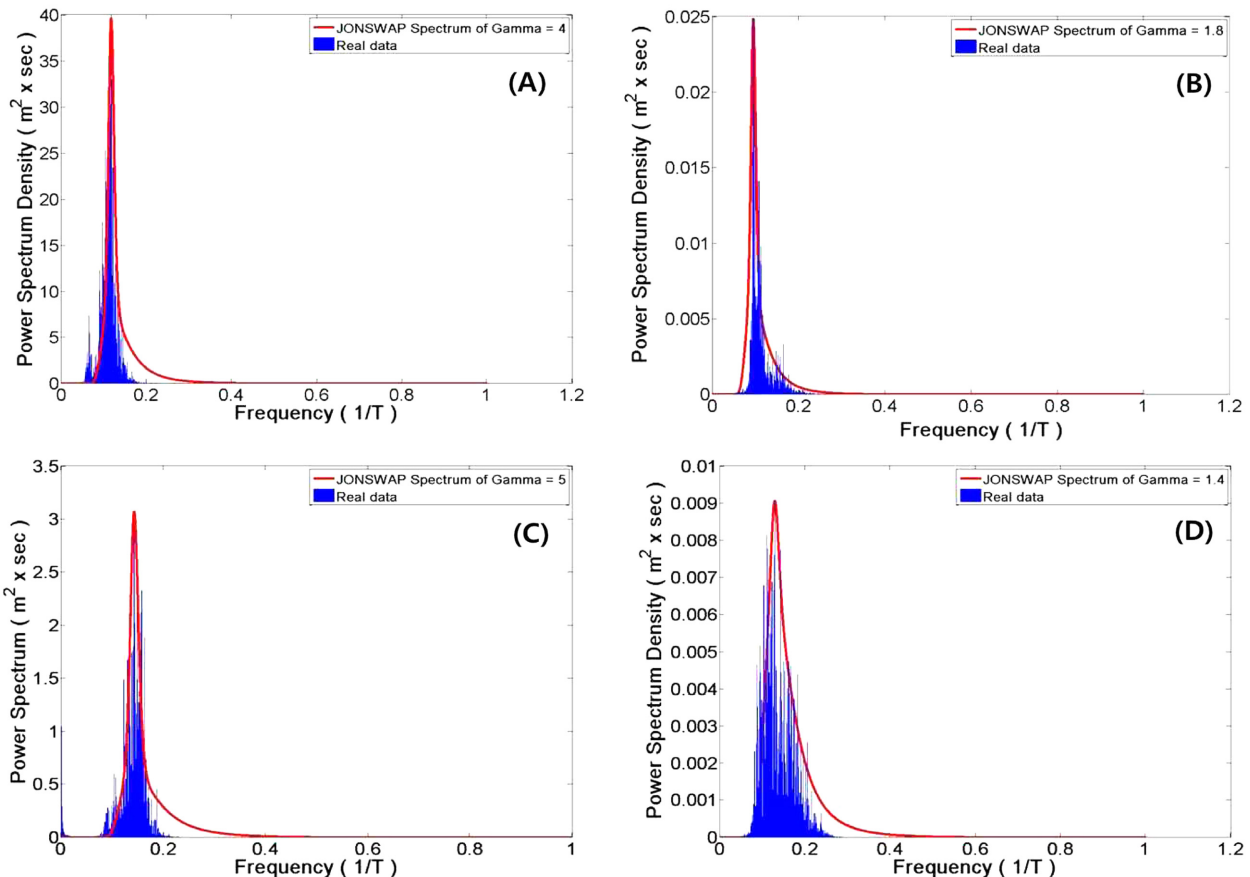 40
35
30
25
20
15
10
5
0
Power Spectrum Density ( m² x sec )
JONSWAP Spectrum of Gamma = 4
Real data
(A)
0 0.2 0.4 0.6 0.8 1 1.2
Frequency ( 1/T )
0.025
0.02
0.015
0.01
0.005
0
Power Spectrum Density ( m² x sec )
JONSWAP Spectrum of Gamma = 1.8
Real data
(B)
0 0.2 0.4 0.6 0.8 1 1.2
Frequency ( 1/T )
3.5
3
2.5
2
1.5
1
0.5
0
Power Spectrum ( m² x sec )
JONSWAP Spectrum of Gamma = 5
Real data
(C)
0 0.2 0.4 0.6 0.8 1
Frequency ( 1/T )
0.01
0.009
0.008
0.007
0.006
0.005
0.004
0.003
0.002
0.001
0
Power Spectrum Density ( m² x sec )
JONSWAP Spectrum of Gamma = 1.4
Real data
(D)
0 0.2 0.4 0.6 0.8 1 1.2
Frequency ( 1/T )